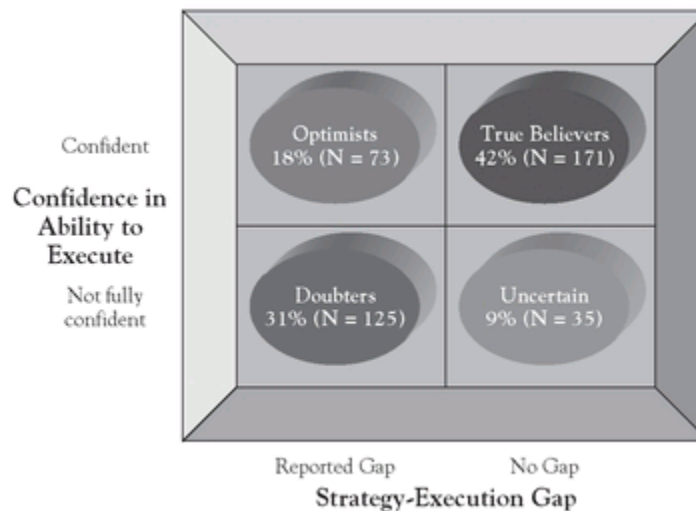 Optimists
18% (N = 73)
True Believers
42% (N = 171)
Confident
Confidence in
Ability to
Execute
Not fully
confident
Doubters
31% (N = 125)
Uncertain
9% (N = 35)
Reported Gap
No Gap
Strategy-Execution Gap